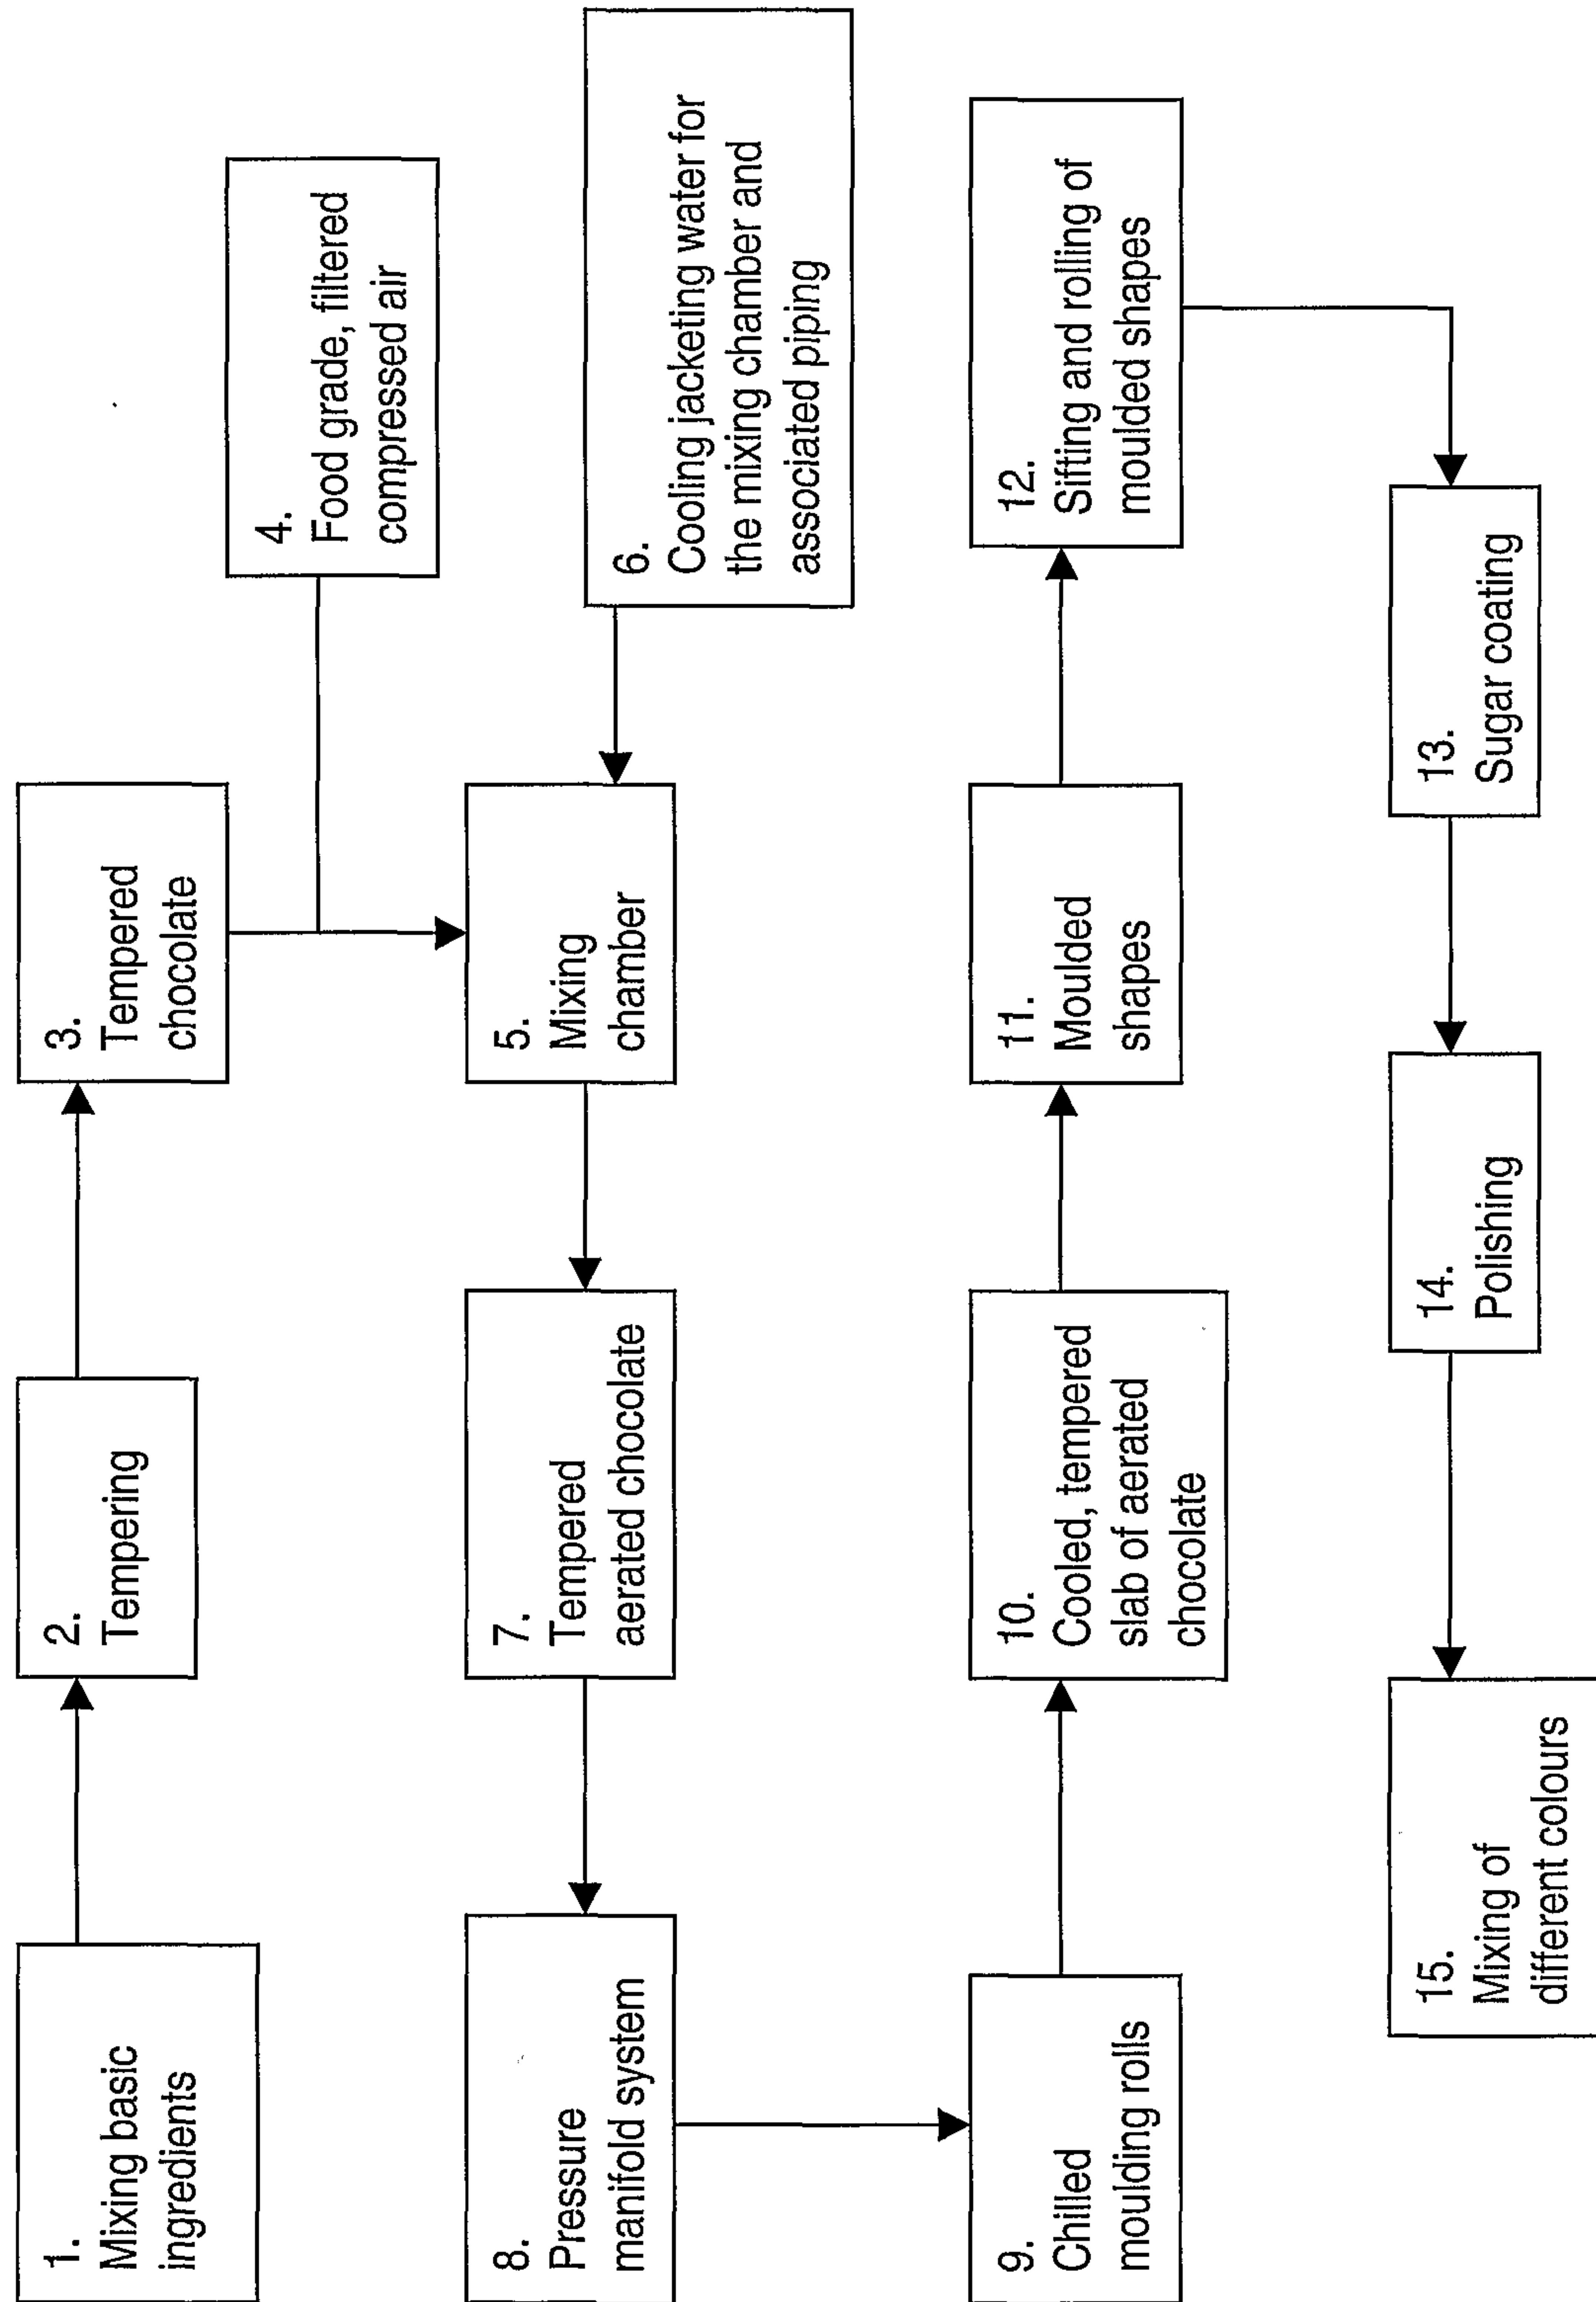 1.
Mixing basic
ingredients
2.
Tempering
3.
Tempered
chocolate
4.
Food grade, filtered
compressed air
5.
Mixing
chamber
6.
Cooling jacketing water for
the mixing chamber and
associated piping
7.
Tempered
aerated chocolate
8.
Pressure
manifold system
9.
Chilled
moulding rolls
10.
Cooled, tempered
slab of aerated
chocolate
11.
Moulded
shapes
12.
Sifting and rolling of
moulded shapes
13.
Sugar coating
14.
Polishing
15.
Mixing of
different colours